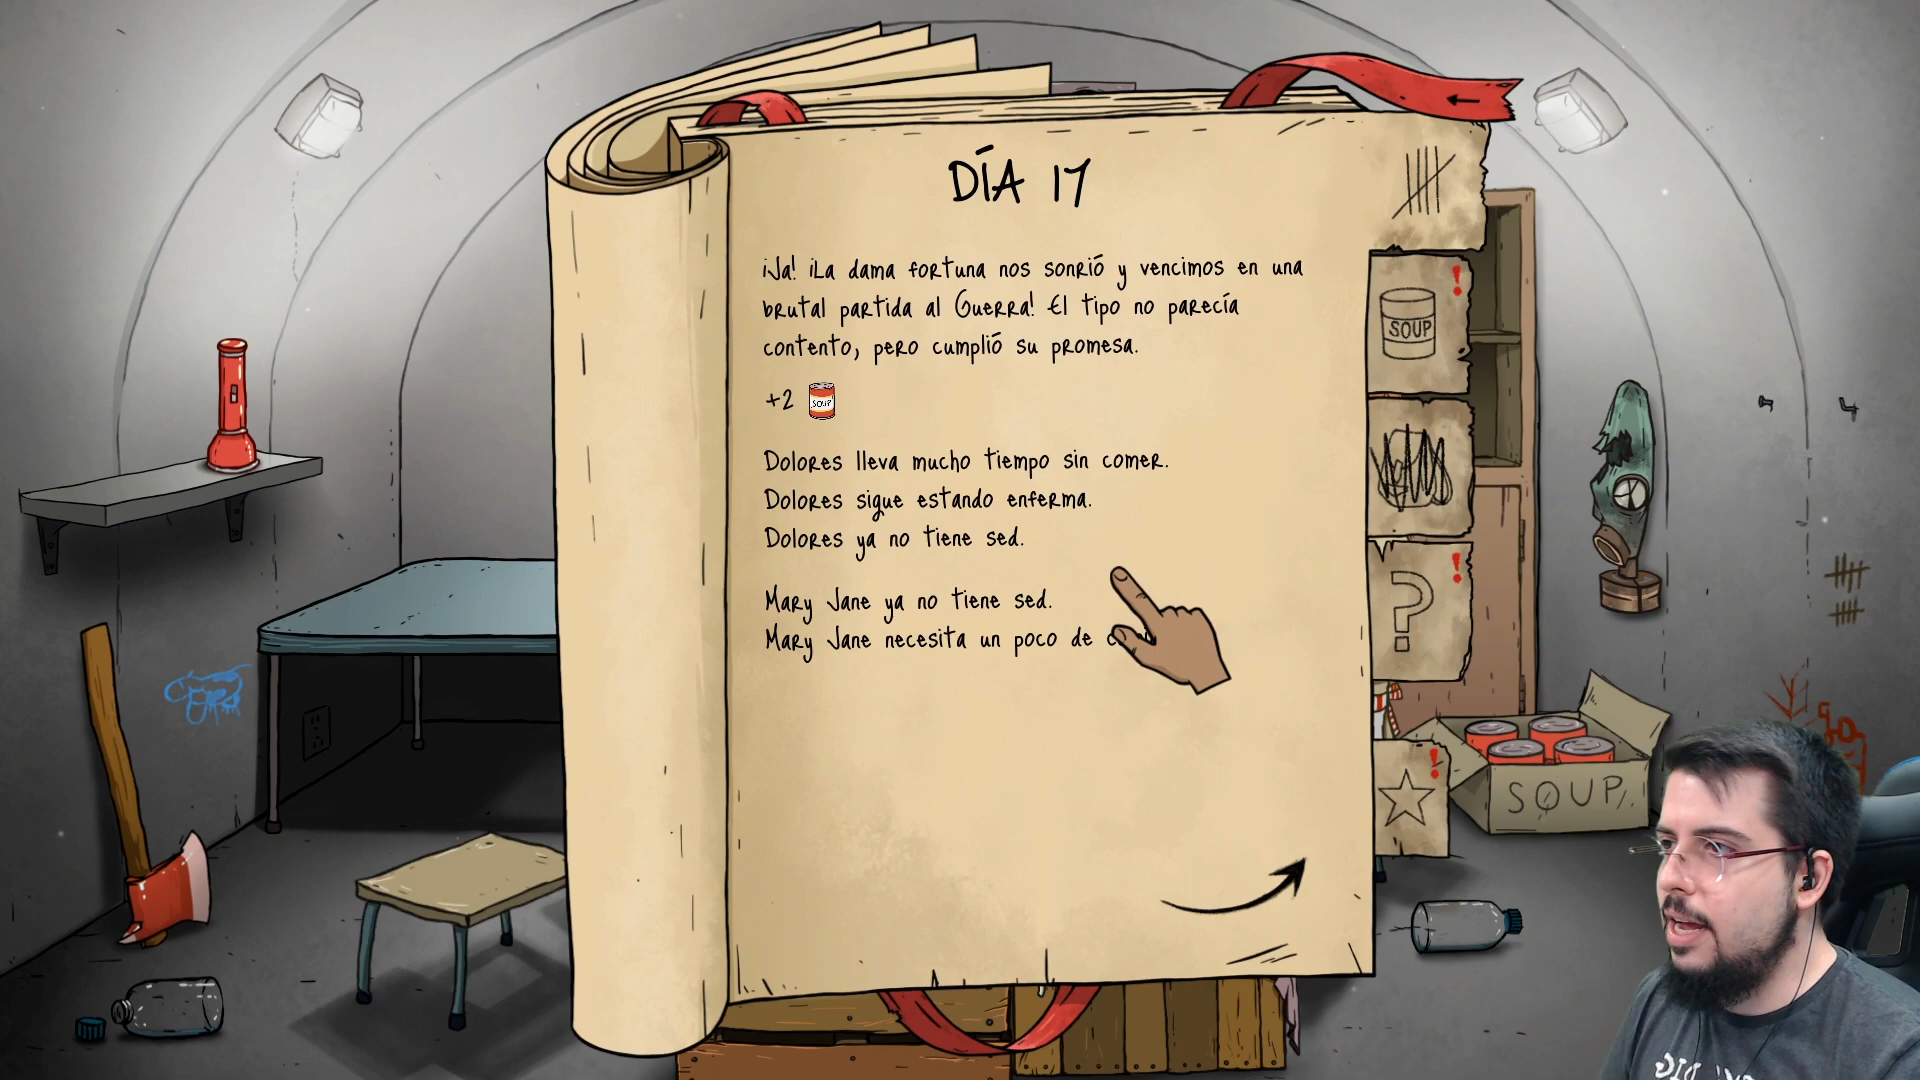 DÍA 17
¡Ja! ¡La dama fortuna nos sonrió y vencimos en una
brutal partida al Guerra! El tipo no parecía
contento, pero cumplió su promesa.
+2 SOUP
Dolores lleva mucho tiempo sin comer.
Dolores sigue estando enferma.
Dolores ya no tiene sed.
Mary Jane ya no tiene sed.
Mary Jane necesita un poco de
SOUP
?
SOUP